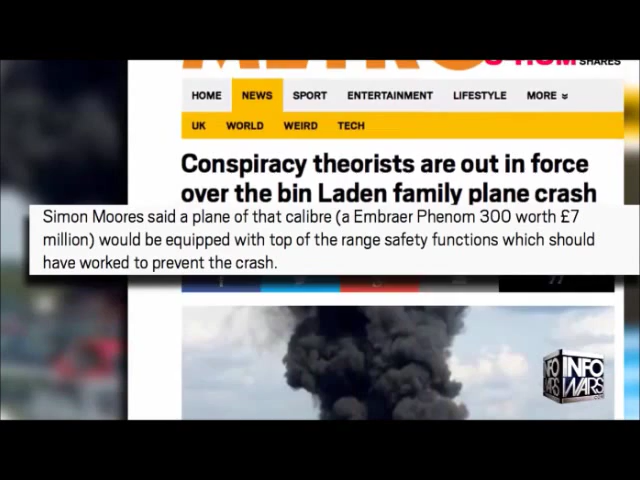 METRO
SHARES
HOME NEWS SPORT ENTERTAINMENT LIFESTYLE MORE
UK WORLD WEIRD TECH
Conspiracy theorists are out in force
over the bin Laden family plane crash
Simon Moores said a plane of that calibre (a Embraer Phenom 300 worth £7
million) would be equipped with top of the range safety functions which should
have worked to prevent the crash.
INFO
WARS
INFO
WARS
.COM